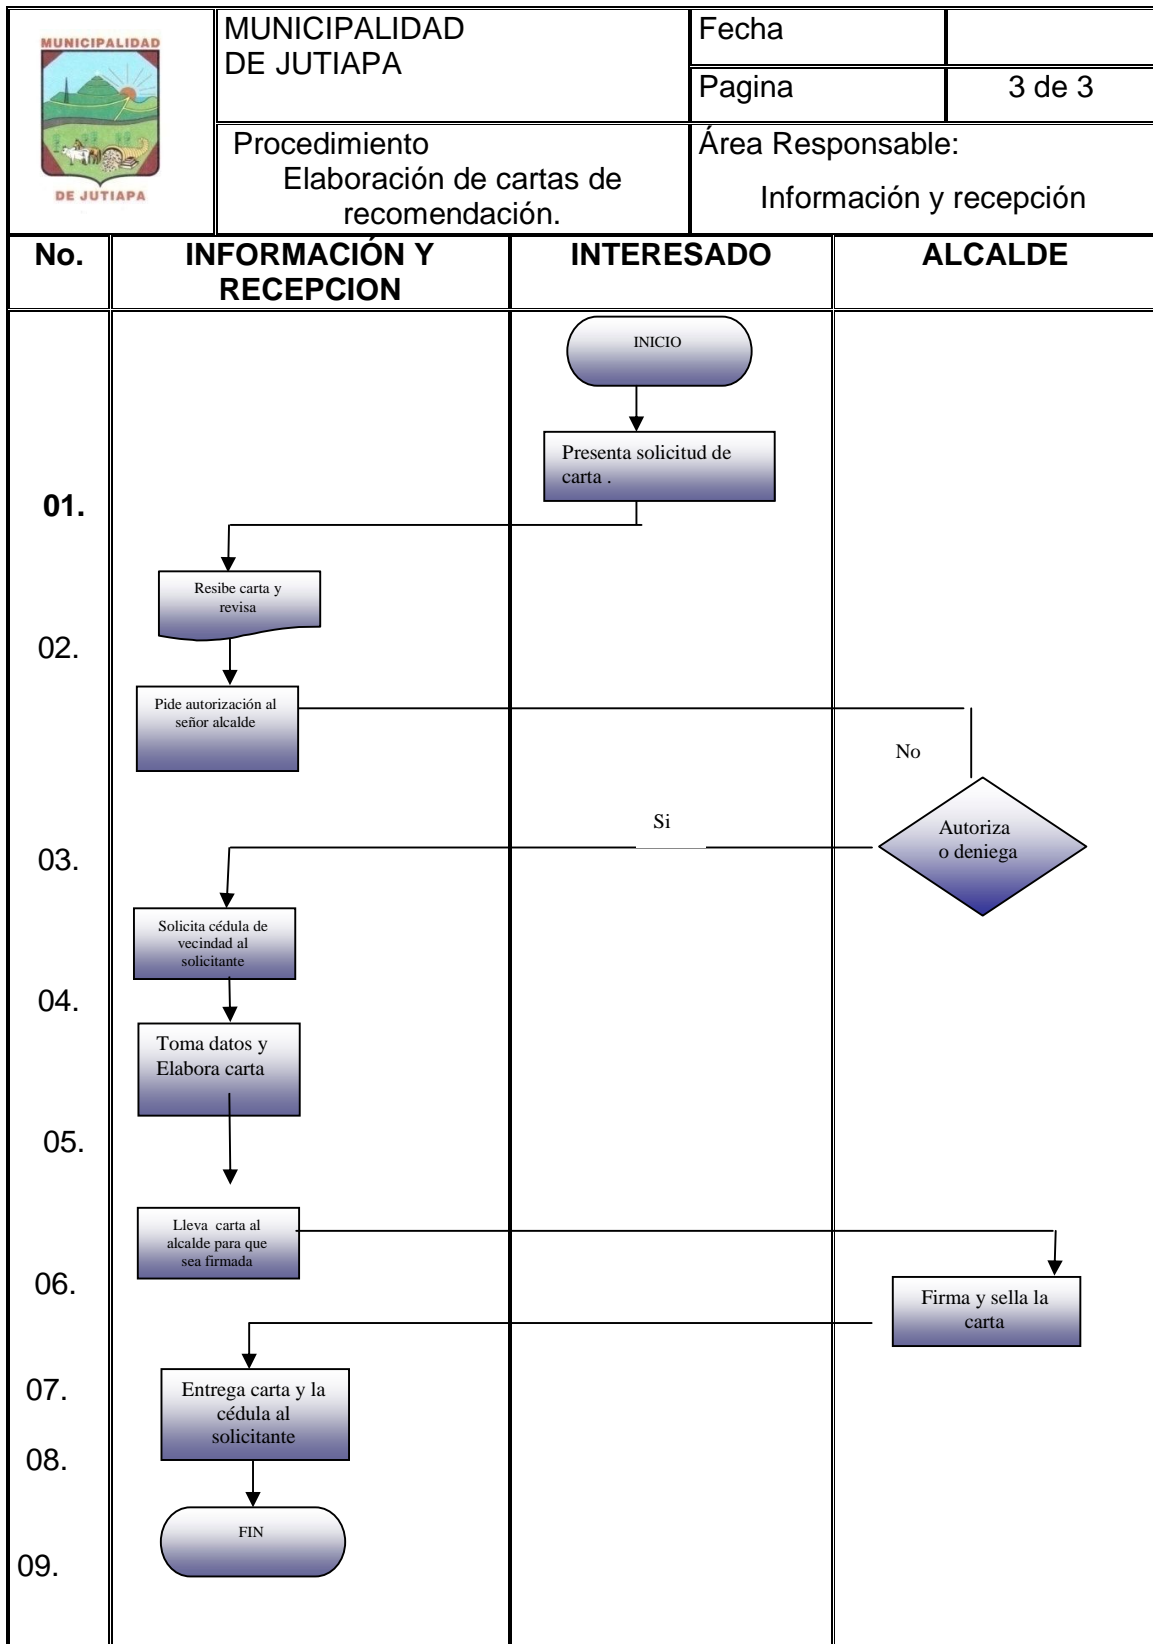 MUNICIPALIDAD
DE JUTIAPA
MUNICIPALIDAD
DE JUTIAPA
Fecha
Pagina
3 de 3
Procedimiento
Elaboración de cartas de
recomendación.
Área Responsable:
Información y recepción
No.
INFORMACIÓN Y
RECEPCION
INTERESADO
ALCALDE
INICIO
Presenta solicitud de
carta .
01.
Resibe carta y
revisa
02.
Pide autorización al
señor alcalde
No
Autoriza
o deniega
Si
03.
Solicita cédula de
vecindad al
solicitante
04.
Toma datos y
Elabora carta
05.
Lleva carta al
alcalde para que
sea firmada
06.
Firma y sella la
carta
07.
Entrega carta y la
cédula al
solicitante
08.
FIN
09.